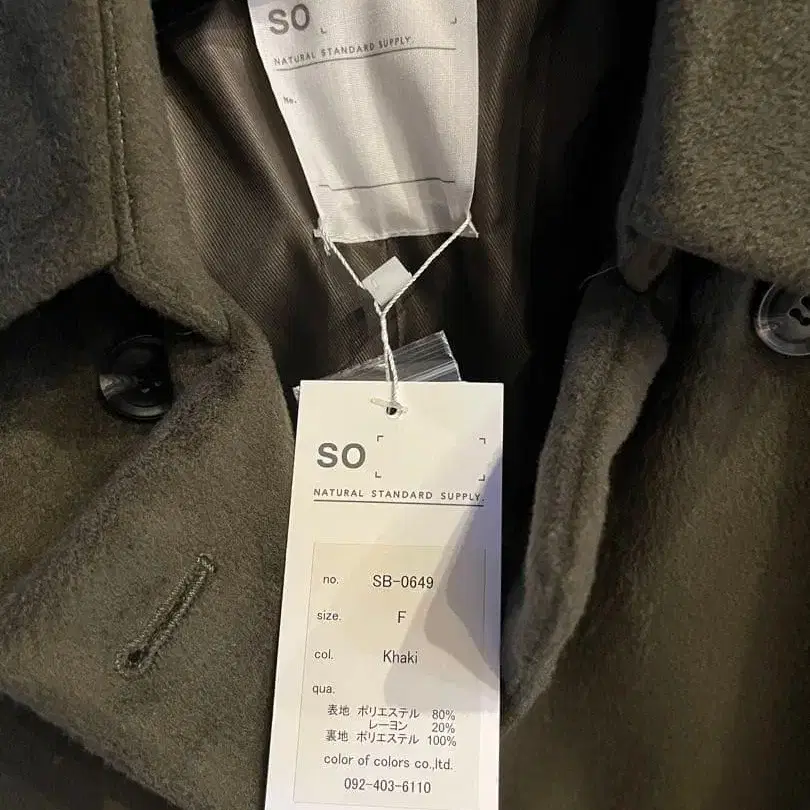 SO
NATURAL STANDARD SUPPLY.
No.
SO
NATURAL STANDARD SUPPLY.
no. SB-0649
size. F
col. Khaki
qua.
表地 ポリエステル 80%
レーヨン 20%
裏地 ポリエステル 100%
color of colors co.,ltd.
092-403-6110